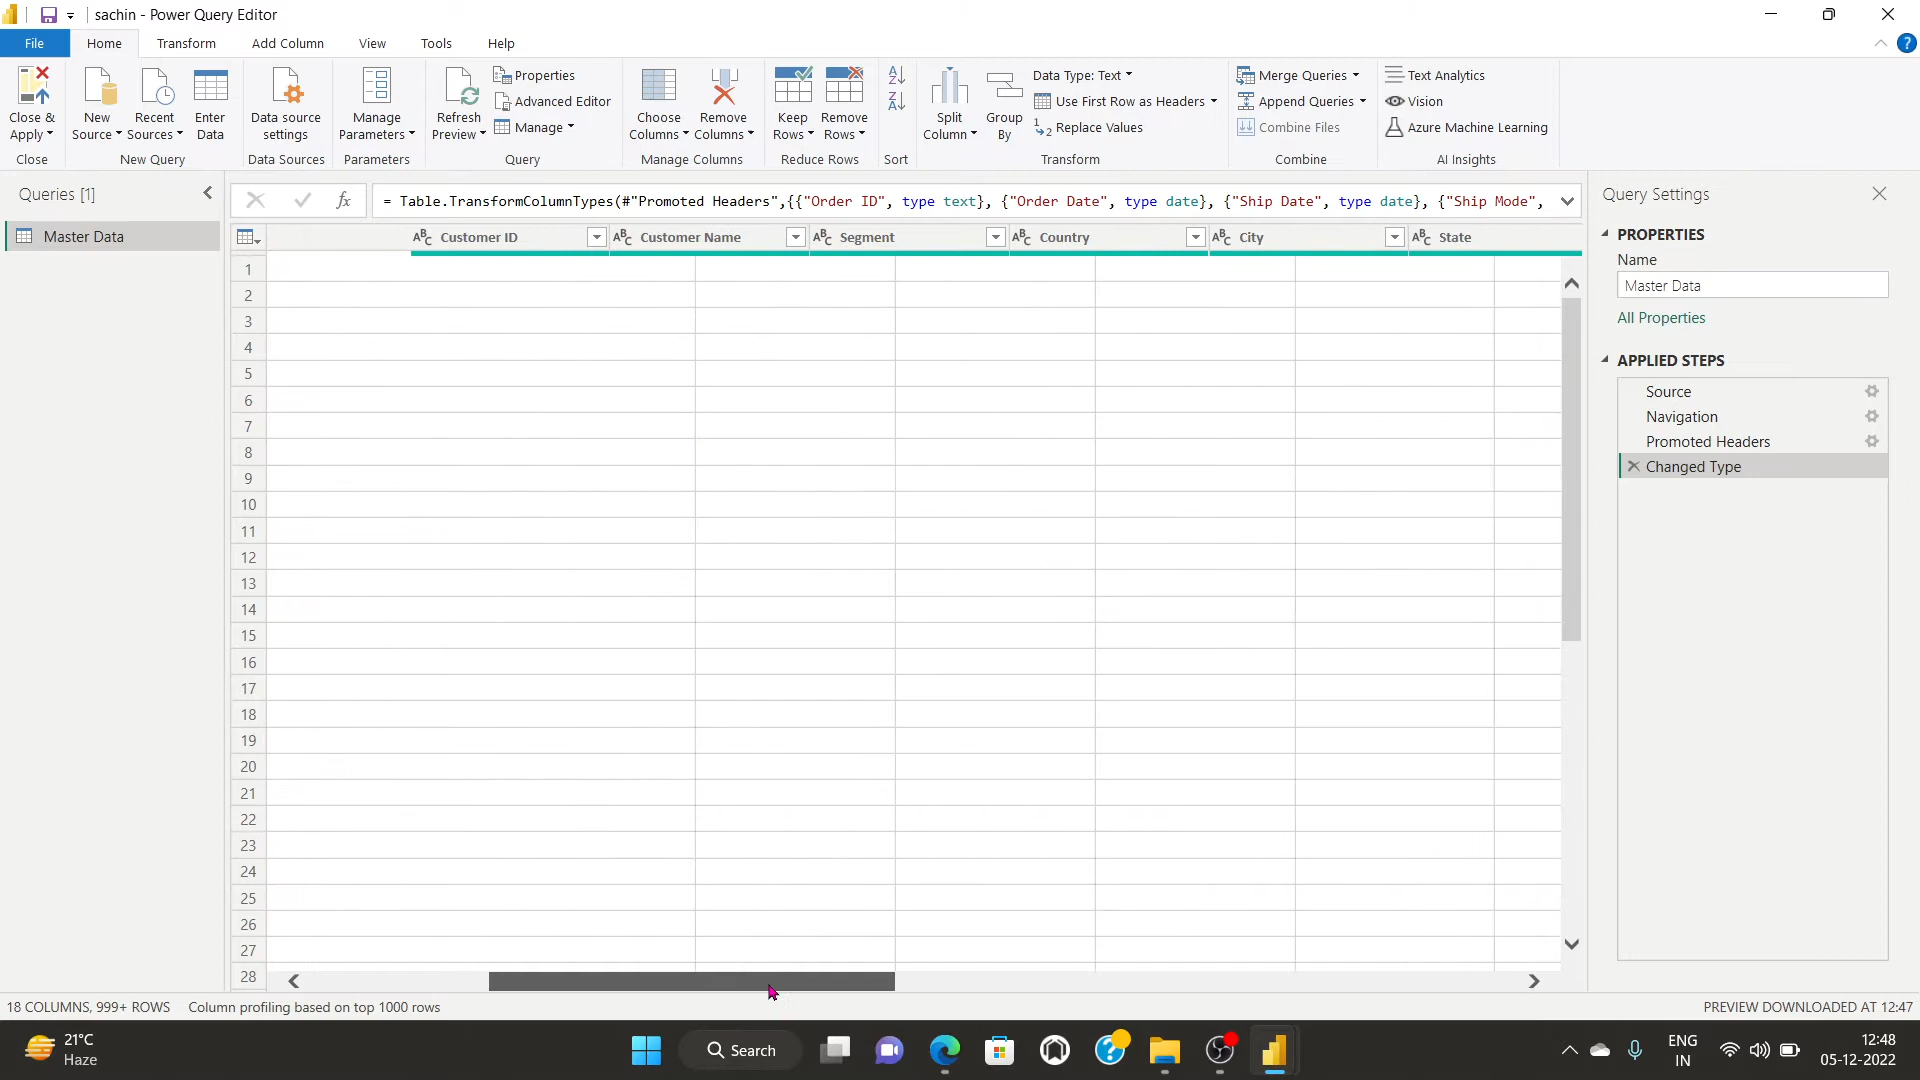 sachin - Power Query Editor
File Home Transform Add Column View Tools Help
Close & Apply
New Source
Recent Sources
Enter Data
Data source settings
Manage Parameters
Refresh Preview
Properties
Advanced Editor
Manage
Choose Columns
Remove Columns
Keep Rows
Remove Rows
Split Column
Group By
Data Type: Text
Use First Row as Headers
Replace Values
Merge Queries
Append Queries
Combine Files
Text Analytics
Vision
Azure Machine Learning
Close New Query Data Sources Parameters Query Manage Columns Reduce Rows Sort Transform Combine AI Insights
Queries [1]
Master Data
fx = Table.TransformColumnTypes(#"Promoted Headers",{{"Order ID", type text}, {"Order Date", type date}, {"Ship Date", type date}, {"Ship Mode",
ABC Customer ID ABC Customer Name ABC Segment ABC Country ABC City ABC State
1
2
3
4
5
6
7
8
9
10
11
12
13
14
15
16
17
18
19
20
21
22
23
24
25
26
27
28
Query Settings
PROPERTIES
Name
Master Data
All Properties
APPLIED STEPS
Source
Navigation
Promoted Headers
Changed Type
18 COLUMNS, 999+ ROWS Column profiling based on top 1000 rows
PREVIEW DOWNLOADED AT 12:47
21°C
Haze
Search
ENG
IN
12:48
05-12-2022